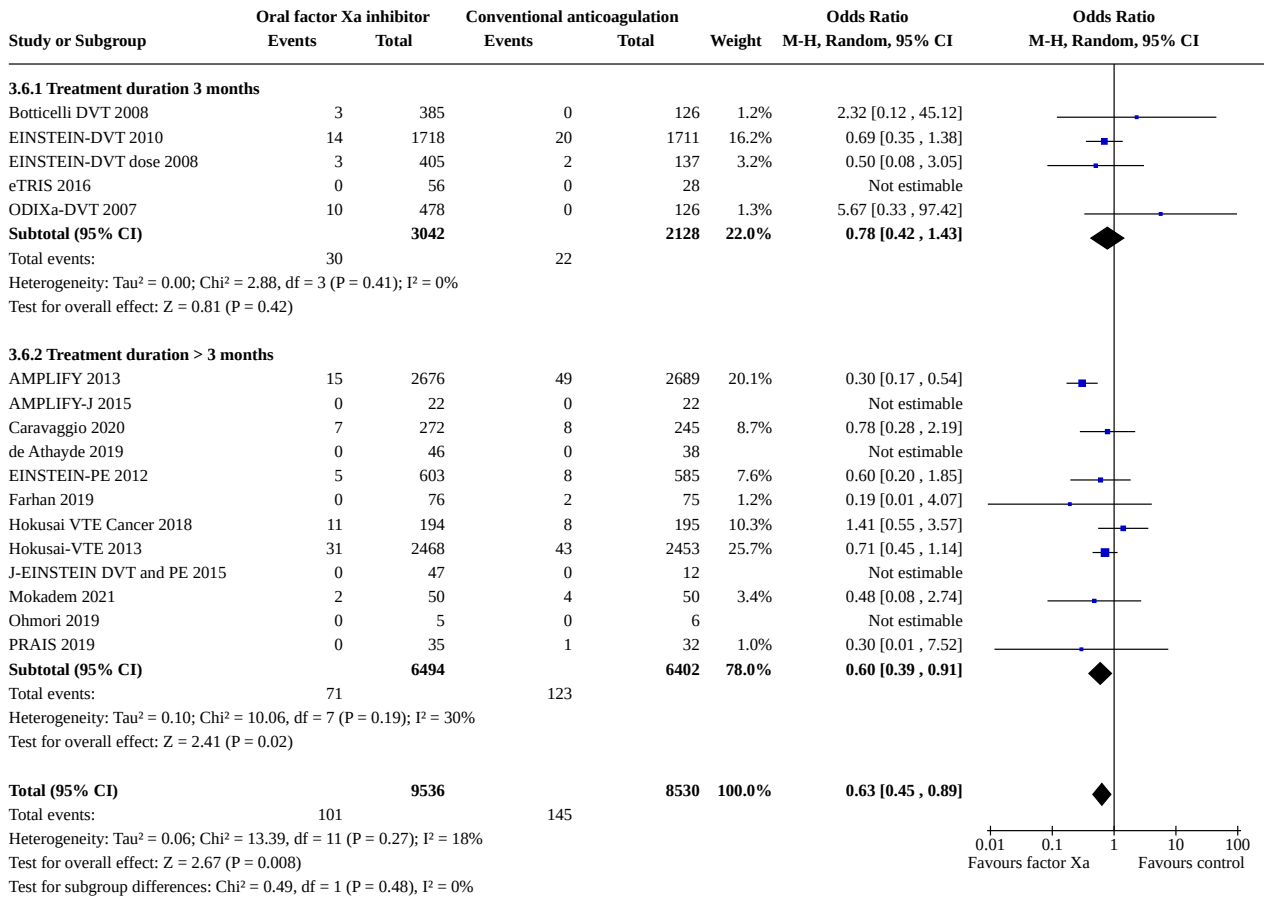 Oral factor Xa inhibitor Conventional anticoagulation Odds Ratio Odds Ratio
Study or Subgroup Events Total Events Total Weight M-H, Random, 95% CI M-H, Random, 95% CI
3.6.1 Treatment duration 3 months
Botticelli DVT 2008 3 385 0 126 1.2% 2.32 [0.12 , 45.12]
EINSTEIN-DVT 2010 14 1718 20 1711 16.2% 0.69 [0.35 , 1.38]
EINSTEIN-DVT dose 2008 3 405 2 137 3.2% 0.50 [0.08 , 3.05]
eTRIS 2016 0 56 0 28 Not estimable
ODIXa-DVT 2007 10 478 0 126 1.3% 5.67 [0.33 , 97.42]
Subtotal (95% CI) 3042 2128 22.0% 0.78 [0.42 , 1.43]
Total events: 30 22
Heterogeneity: Tau² = 0.00; Chi² = 2.88, df = 3 (P = 0.41); I² = 0%
Test for overall effect: Z = 0.81 (P = 0.42)
3.6.2 Treatment duration > 3 months
AMPLIFY 2013 15 2676 49 2689 20.1% 0.30 [0.17 , 0.54]
AMPLIFY-J 2015 0 22 0 22 Not estimable
Caravaggio 2020 7 272 8 245 8.7% 0.78 [0.28 , 2.19]
de Athayde 2019 0 46 0 38 Not estimable
EINSTEIN-PE 2012 5 603 8 585 7.6% 0.60 [0.20 , 1.85]
Farhan 2019 0 76 2 75 1.2% 0.19 [0.01 , 4.07]
Hokusai VTE Cancer 2018 11 194 8 195 10.3% 1.41 [0.55 , 3.57]
Hokusai-VTE 2013 31 2468 43 2453 25.7% 0.71 [0.45 , 1.14]
J-EINSTEIN DVT and PE 2015 0 47 0 12 Not estimable
Mokadem 2021 2 50 4 50 3.4% 0.48 [0.08 , 2.74]
Ohmori 2019 0 5 0 6 Not estimable
PRAIS 2019 0 35 1 32 1.0% 0.30 [0.01 , 7.52]
Subtotal (95% CI) 6494 6402 78.0% 0.60 [0.39 , 0.91]
Total events: 71 123
Heterogeneity: Tau² = 0.10; Chi² = 10.06, df = 7 (P = 0.19); I² = 30%
Test for overall effect: Z = 2.41 (P = 0.02)
Total (95% CI) 9536 8530 100.0% 0.63 [0.45 , 0.89]
Total events: 101 145
Heterogeneity: Tau² = 0.06; Chi² = 13.39, df = 11 (P = 0.27); I² = 18%
Test for overall effect: Z = 2.67 (P = 0.008)
Test for subgroup differences: Chi² = 0.49, df = 1 (P = 0.48), I² = 0%
0.01 0.1 1 10 100
Favours factor Xa Favours control